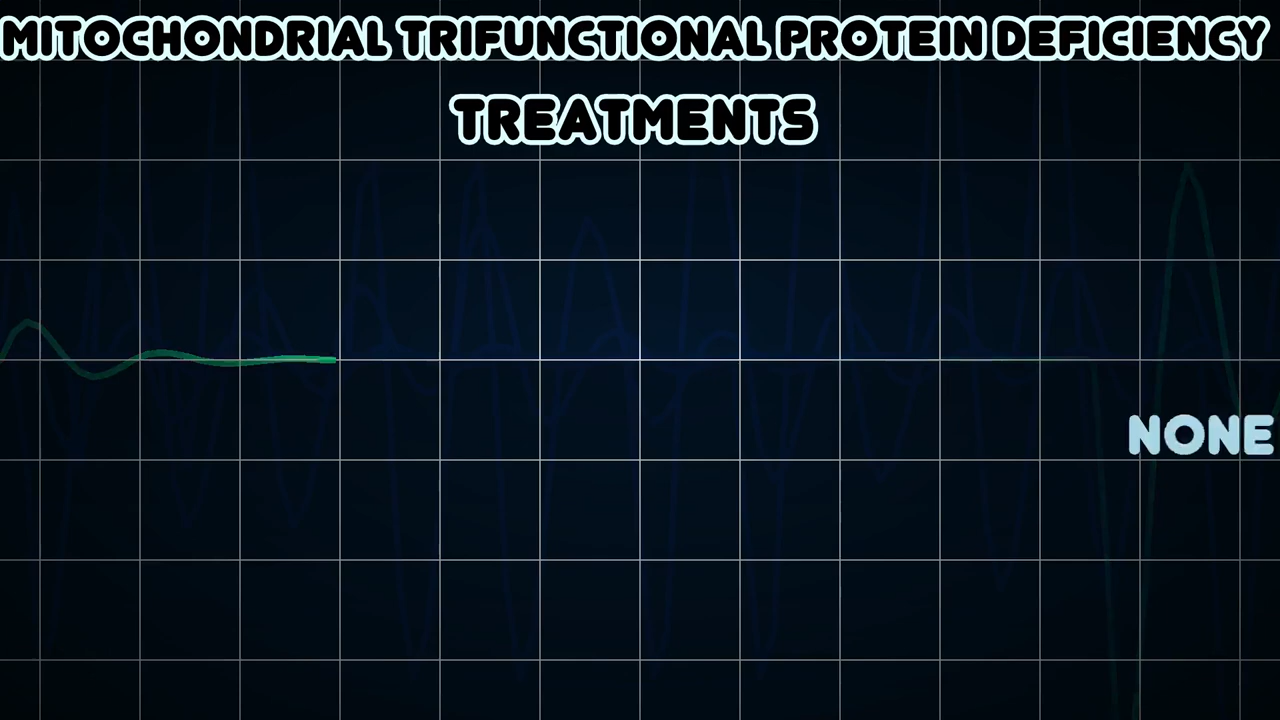 MITOCHONDRIAL TRIFUNCTIONAL PROTEIN DEFICIENCY
TREATMENTS
NONE